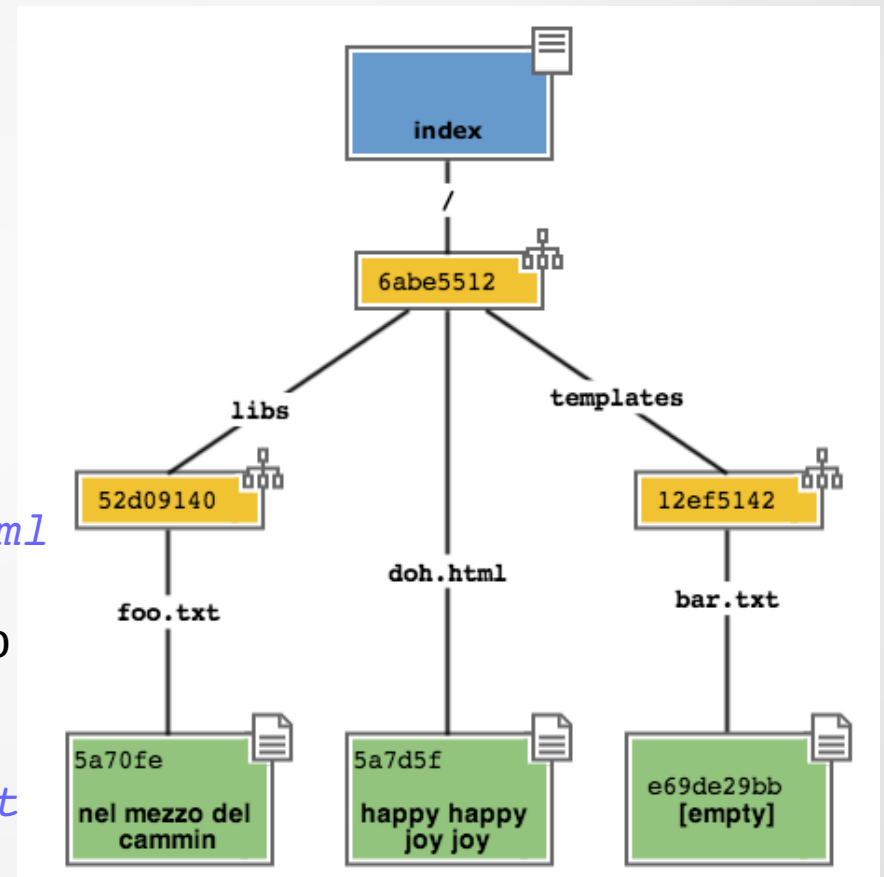 index
/
6abe5512
libs
templates
52d09140
12ef5142
ml
doh.html
bar.txt
foo.txt
o
5a70fe
5a7d5f
e69de29bb
t
nel mezzo del
cammin
happy happy
joy joy
[empty]